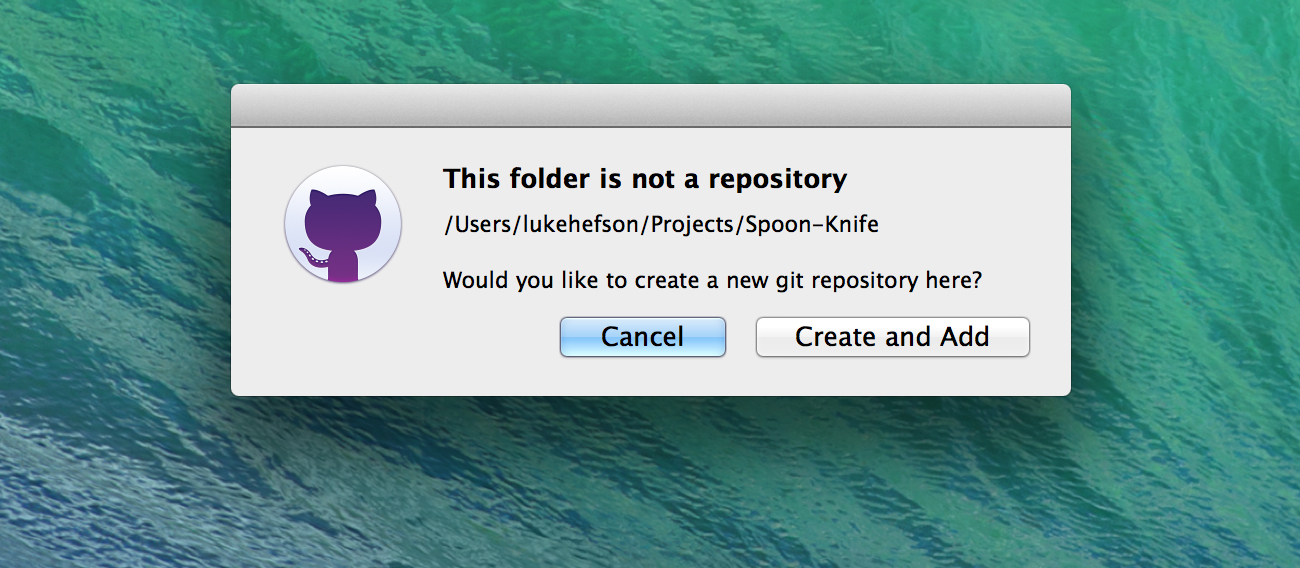 This folder is not a repository
/Users/lukehefson/Projects/Spoon-Knife
Would you like to create a new git repository here?
Cancel
Create and Add